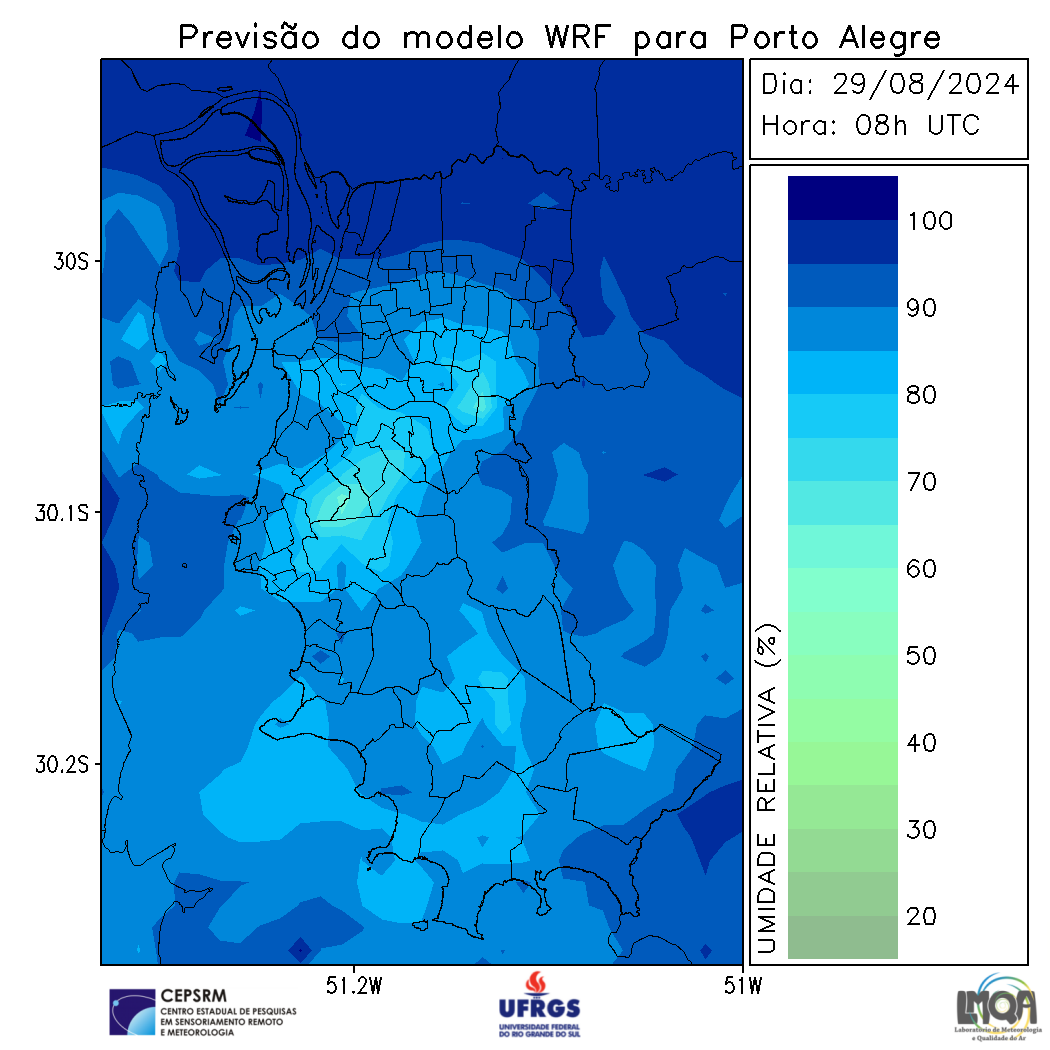 Previsão do modelo WRF para Porto Alegre
Dia: 29/08/2024
Hora: 08h UTC
30S
30.1S
30.2S
51.2W
51W
100
90
80
70
60
50
40
30
20
UMIDADE RELATIVA (%)
CEPSRM
CENTRO ESTADUAL DE PESQUISAS
EM SENSORIAMENTO REMOTO
E METEOROLOGIA
UFRGS
UNIVERSIDADE FEDERAL
DO RIO GRANDE DO SUL
LMQA
Laboratório de Meteorologia
e Qualidade do Ar